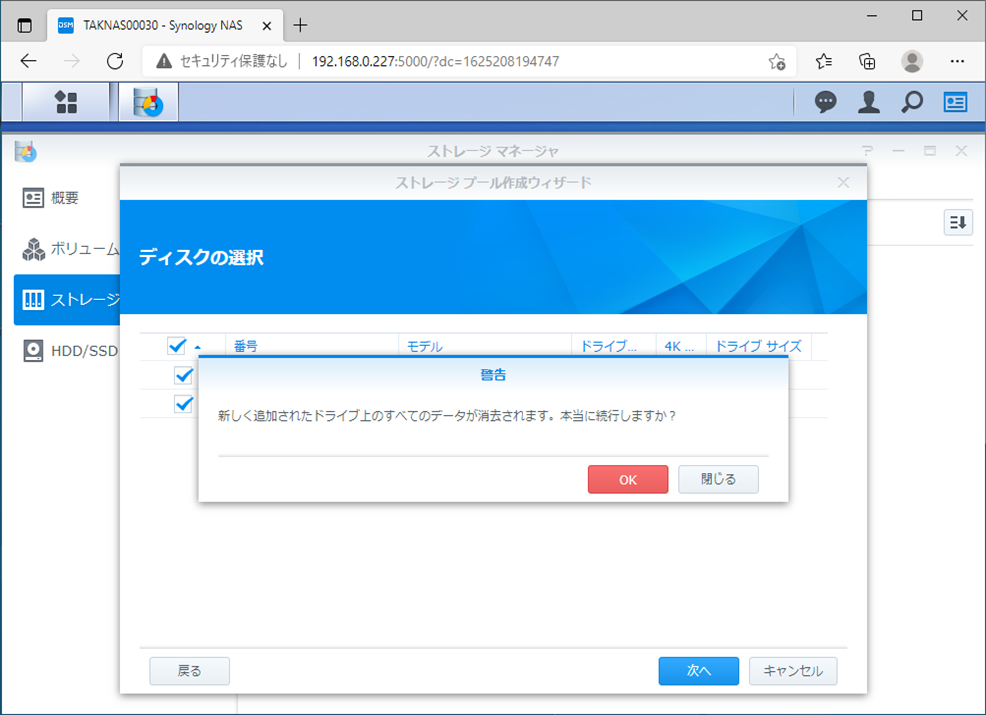 TAKNAS00030 - Synology NAS
セキュリティ保護なし 192.168.0.227:5000/?dc=1625208194747
ストレージ マネージャ
ストレージ プール作成ウィザード
概要
ボリューム
ストレージ
HDD/SSD
ディスクの選択
番号 モデル ドライブ... 4K ... ドライブ サイズ
警告
新しく追加されたドライブ上のすべてのデータが消去されます。本当に続行しますか？
OK 閉じる
戻る 次へ キャンセル